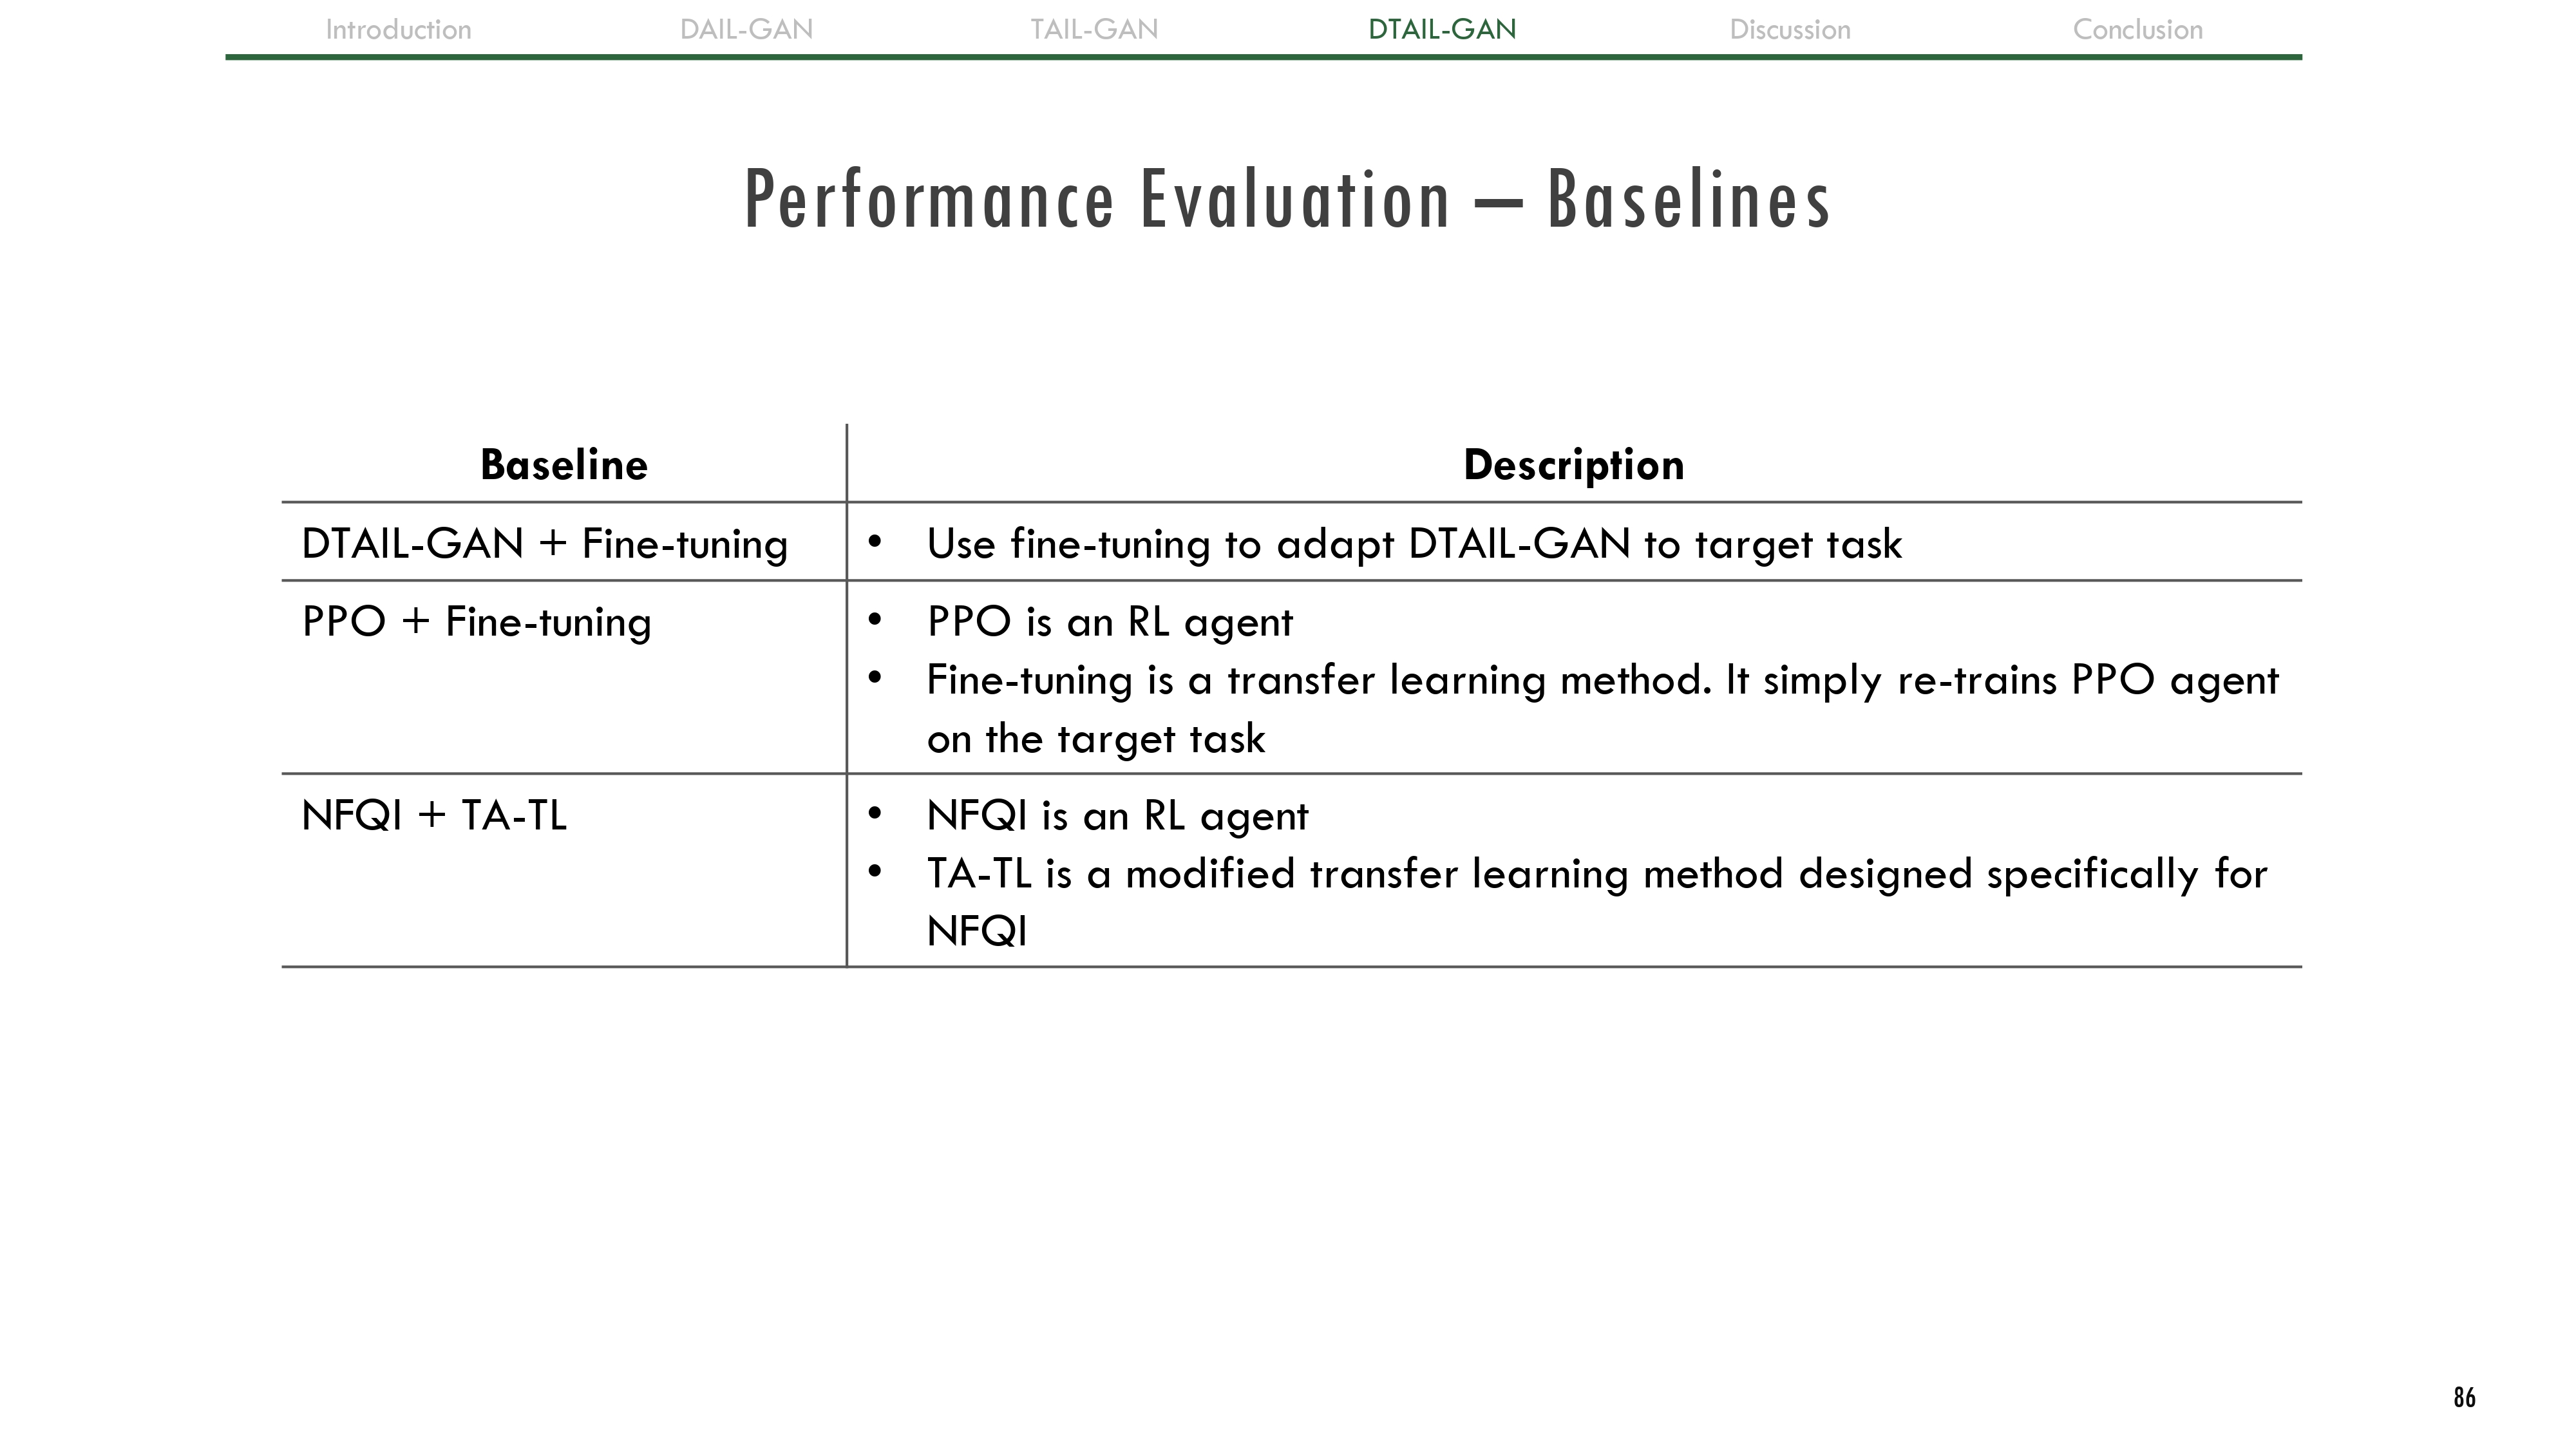 Introduction DAIL-GAN TAIL-GAN DTAIL-GAN Discussion Conclusion
Performance Evaluation – Baselines
Baseline Description
DTAIL-GAN + Fine-tuning • Use fine-tuning to adapt DTAIL-GAN to target task
PPO + Fine-tuning • PPO is an RL agent
• Fine-tuning is a transfer learning method. It simply re-trains PPO agent
on the target task
NFQI + TA-TL • NFQI is an RL agent
• TA-TL is a modified transfer learning method designed specifically for
NFQI
86